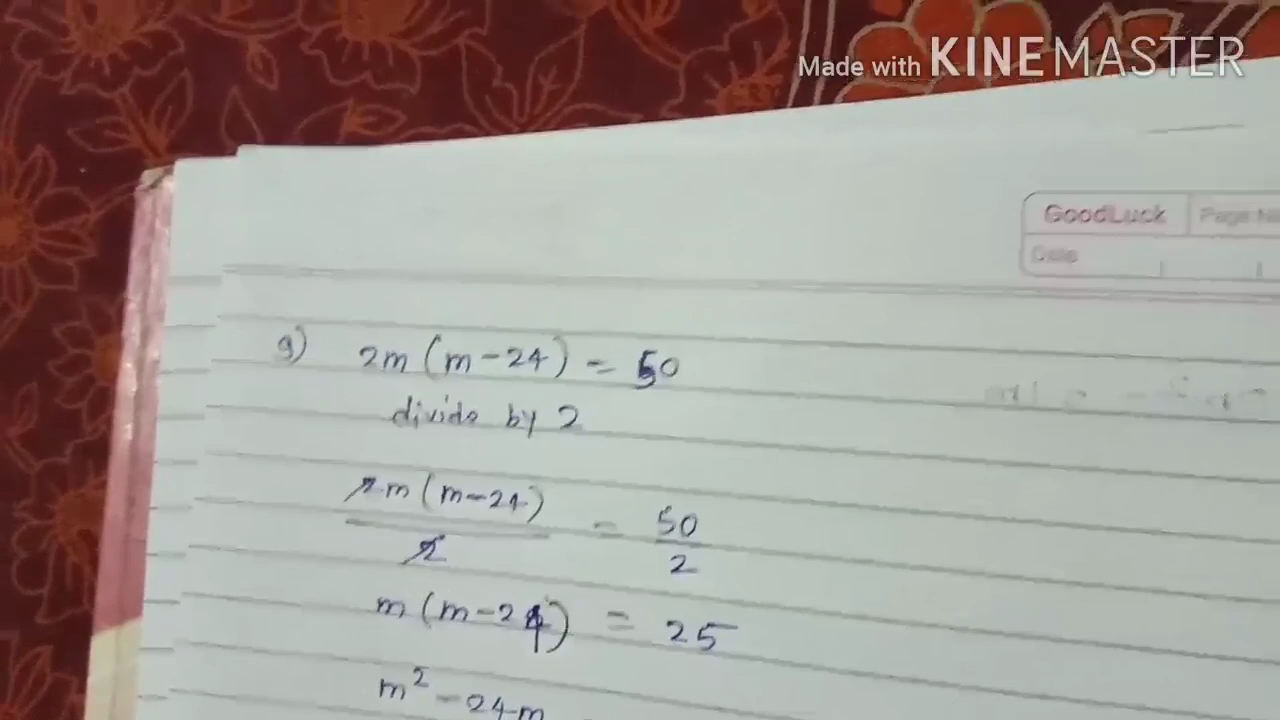 Made with KINEMASTER
GoodLuck
Date
9) 2m (m-24) = 50
divide by 2
2m (m-24) / 2 = 50 / 2
m (m-24) = 25
m² - 24m